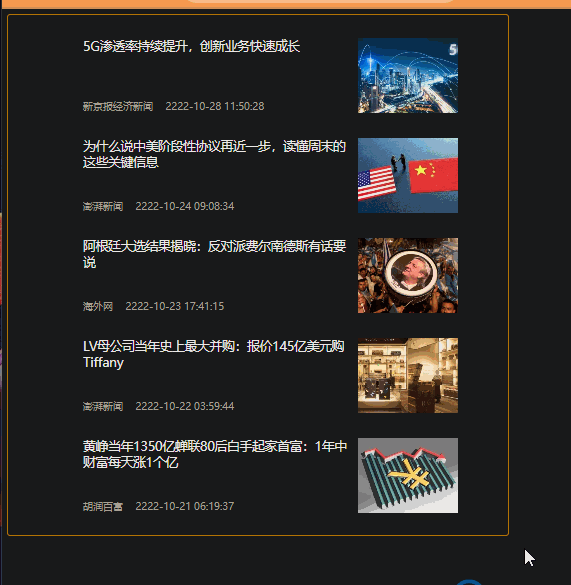 5G渗透率持续提升，创新业务快速成长
5
新京报经济新闻 2222-10-28 11:50:28
为什么说中美阶段性协议再近一步，读懂周末的
这些关键信息
澎湃新闻 2222-10-24 09:08:34
阿根廷大选结果揭晓：反对派费尔南德斯有话要
说
海外网 2222-10-23 17:41:15
LV母公司当年史上最大并购：报价145亿美元购
Tiffany
澎湃新闻 2222-10-22 03:59:44
黄峥当年1350亿蝉联80后白手起家首富：1年中
财富每天涨1个亿
胡润百富 2222-10-21 06:19:37